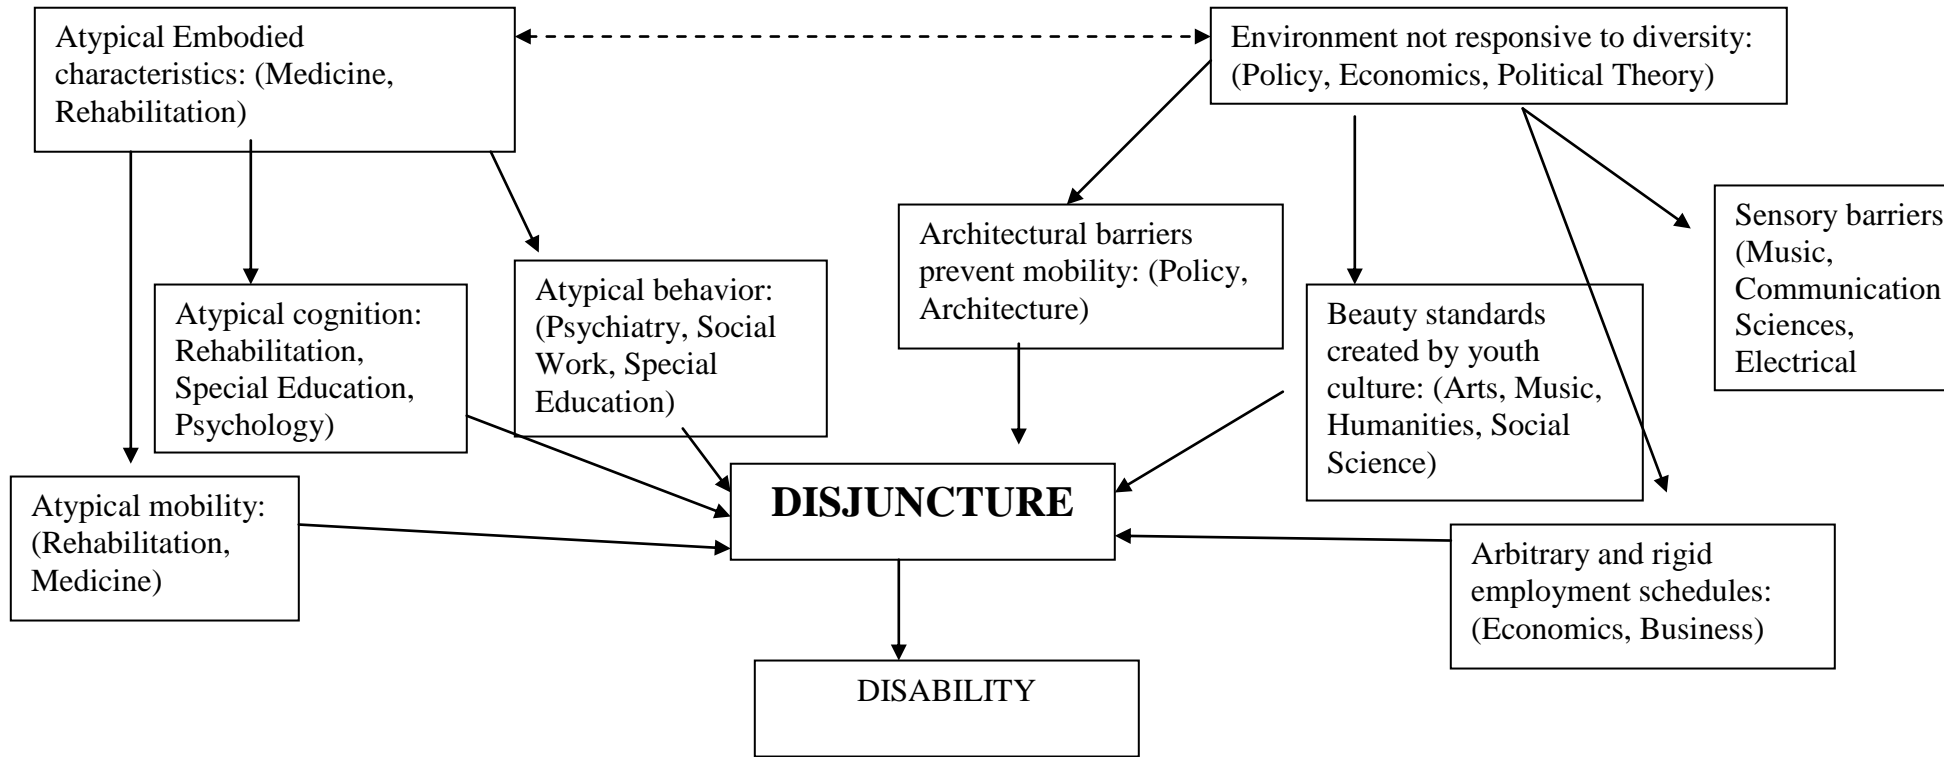 Atypical Embodied
characteristics: (Medicine,
Rehabilitation)
Environment not responsive to diversity:
(Policy, Economics, Political Theory)
Atypical cognition:
Rehabilitation,
Special Education,
Psychology)
Atypical behavior:
(Psychiatry, Social
Work, Special
Education)
Architectural barriers
prevent mobility: (Policy,
Architecture)
Beauty standards
created by youth
culture: (Arts, Music,
Humanities, Social
Science)
Sensory barriers
(Music,
Communication
Sciences,
Electrical
Atypical mobility:
(Rehabilitation,
Medicine)
DISJUNCTURE
Arbitrary and rigid
employment schedules:
(Economics, Business)
DISABILITY